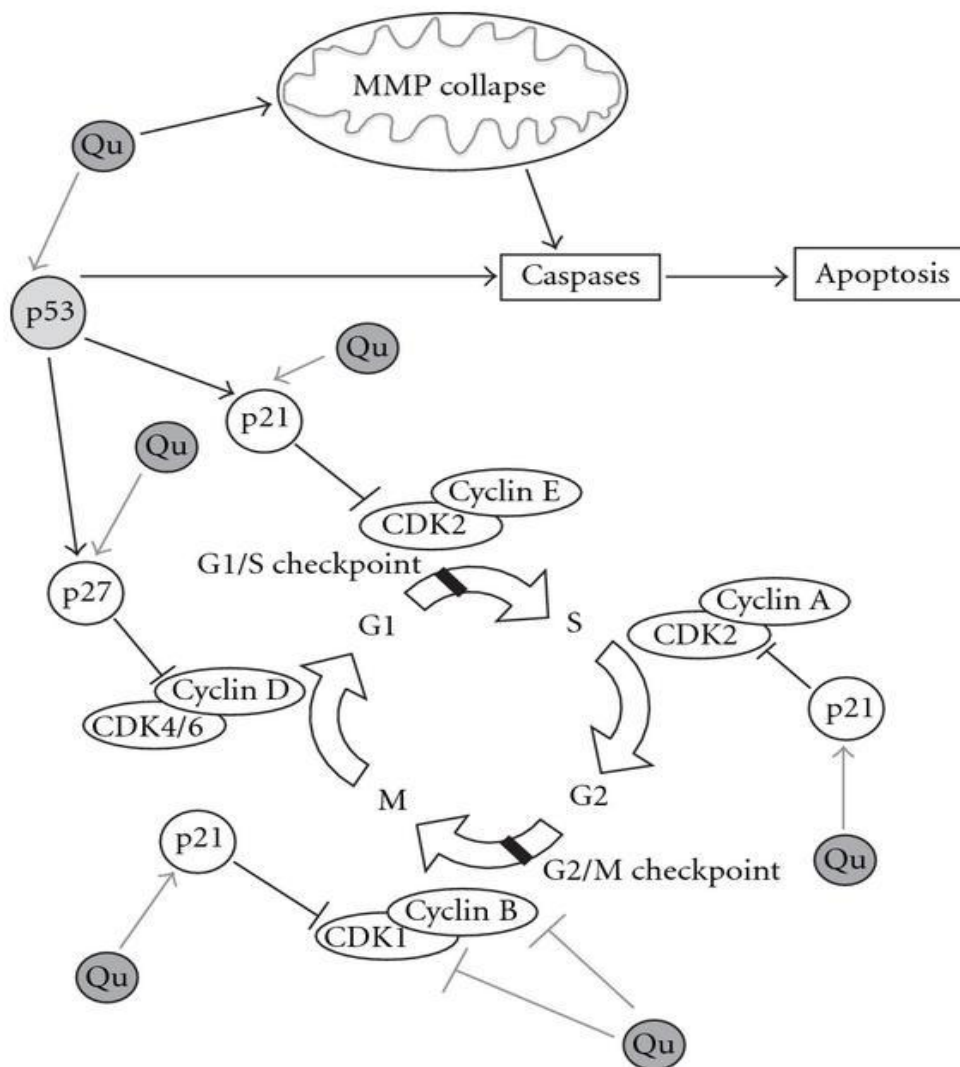 MMP collapse
Qu
Caspases
Apoptosis
p53
Qu
p21
Qu
Cyclin E
CDK2
G1/S checkpoint
p27
G1
S
Cyclin A
CDK2
Cyclin D
p21
CDK4/6
M
G2
p21
Qu
G2/M checkpoint
Cyclin B
CDK1
Qu
Qu